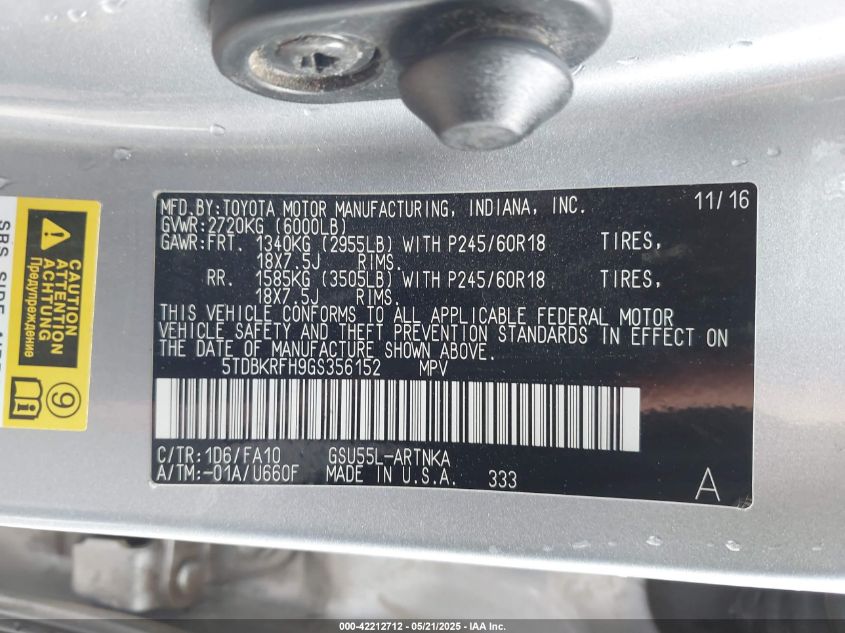 MFD.BY:TOYOTA MOTOR MANUFACTURING, INDIANA, INC. 11/16
GVWR:2720KG (6000LB)
GAWR:FRT. 1340KG (2955LB) WITH P245/60R18 TIRES,
18X7.5J RIMS.
RR. 1585KG (3505LB) WITH P245/60R18 TIRES,
18X7.5J RIMS.
THIS VEHICLE CONFORMS TO ALL APPLICABLE FEDERAL MOTOR
VEHICLE SAFETY AND THEFT PREVENTION STANDARDS IN EFFECT ON
THE DATE OF MANUFACTURE SHOWN ABOVE.
5TDBKRFH9GS356152 MPV
C/TR:1D6/FA10 GSU55L-ARTNKA
A/TM:-01A/U660F MADE IN U.S.A. 333 A
CAUTION
ATTENTION
ACHTUNG
Предупреждение
9
SRS SIDE
000-42212712 — 05/21/2025 — IAA Inc.